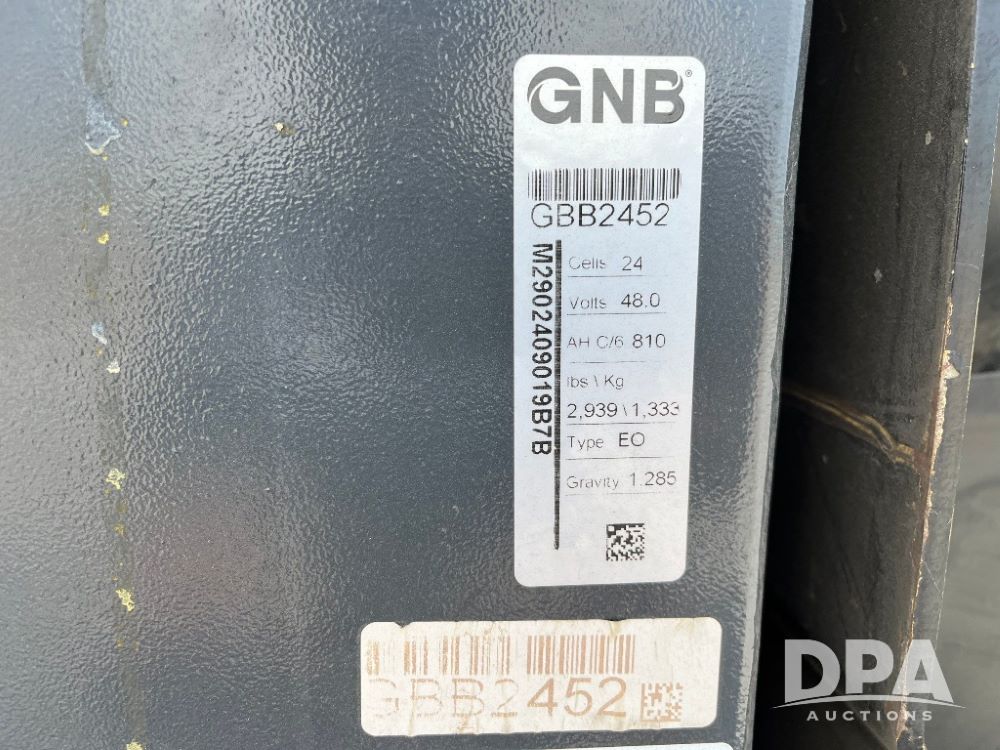 GNB®
GBB2452
M2902409019B7B
Cells 24
Volts 48.0
AH C/6 810
lbs \ Kg
2,939 \ 1,333
Type EO
Gravity 1.285
GBB2452
DPA
AUCTIONS